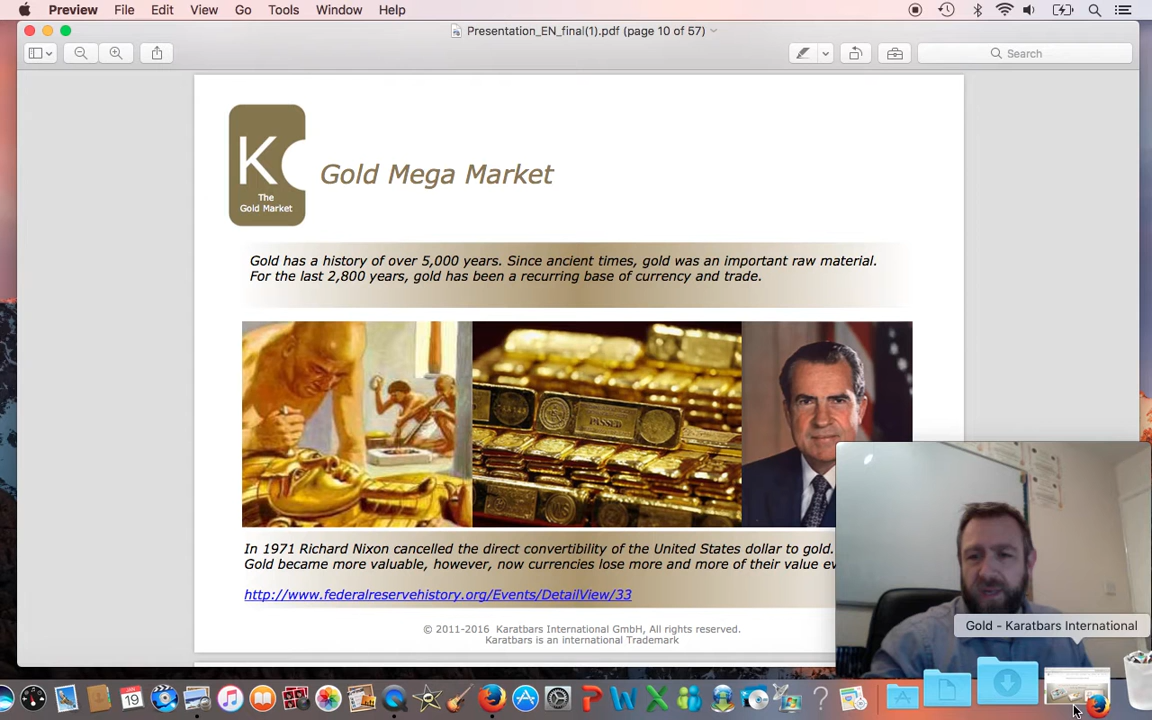 Preview File Edit View Go Tools Window Help
Presentation_EN_final(1).pdf (page 10 of 57)
Search
K
The
Gold Market
Gold Mega Market
Gold has a history of over 5,000 years. Since ancient times, gold was an important raw material.
For the last 2,800 years, gold has been a recurring base of currency and trade.
PASSED
In 1971 Richard Nixon cancelled the direct convertibility of the United States dollar to gold.
Gold became more valuable, however, now currencies lose more and more of their value
http://www.federalreservehistory.org/Events/DetailView/33
© 2011-2016 Karatbars International GmbH, All rights reserved.
Karatbars is an international Trademark
Gold - Karatbars International
19